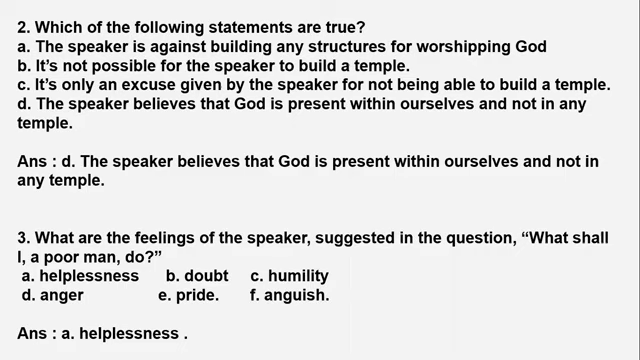 2. Which of the following statements are true?
a. The speaker is against building any structures for worshipping God
b. It's not possible for the speaker to build a temple.
c. It's only an excuse given by the speaker for not being able to build a temple.
d. The speaker believes that God is present within ourselves and not in any
temple.
Ans : d. The speaker believes that God is present within ourselves and not in
any temple.
3. What are the feelings of the speaker, suggested in the question, “What shall
I, a poor man, do?”
a. helplessness b. doubt c. humility
d. anger e. pride. f. anguish.
Ans : a. helplessness .